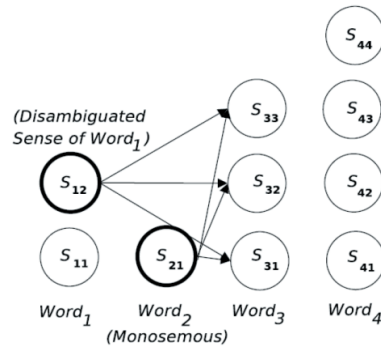 S44
(Disambiguated
Sense of Word1)
S33
S43
S12
S32
S42
S11
S21
S31
S41
Word1
Word2
Word3
Word4
(Monosemous)